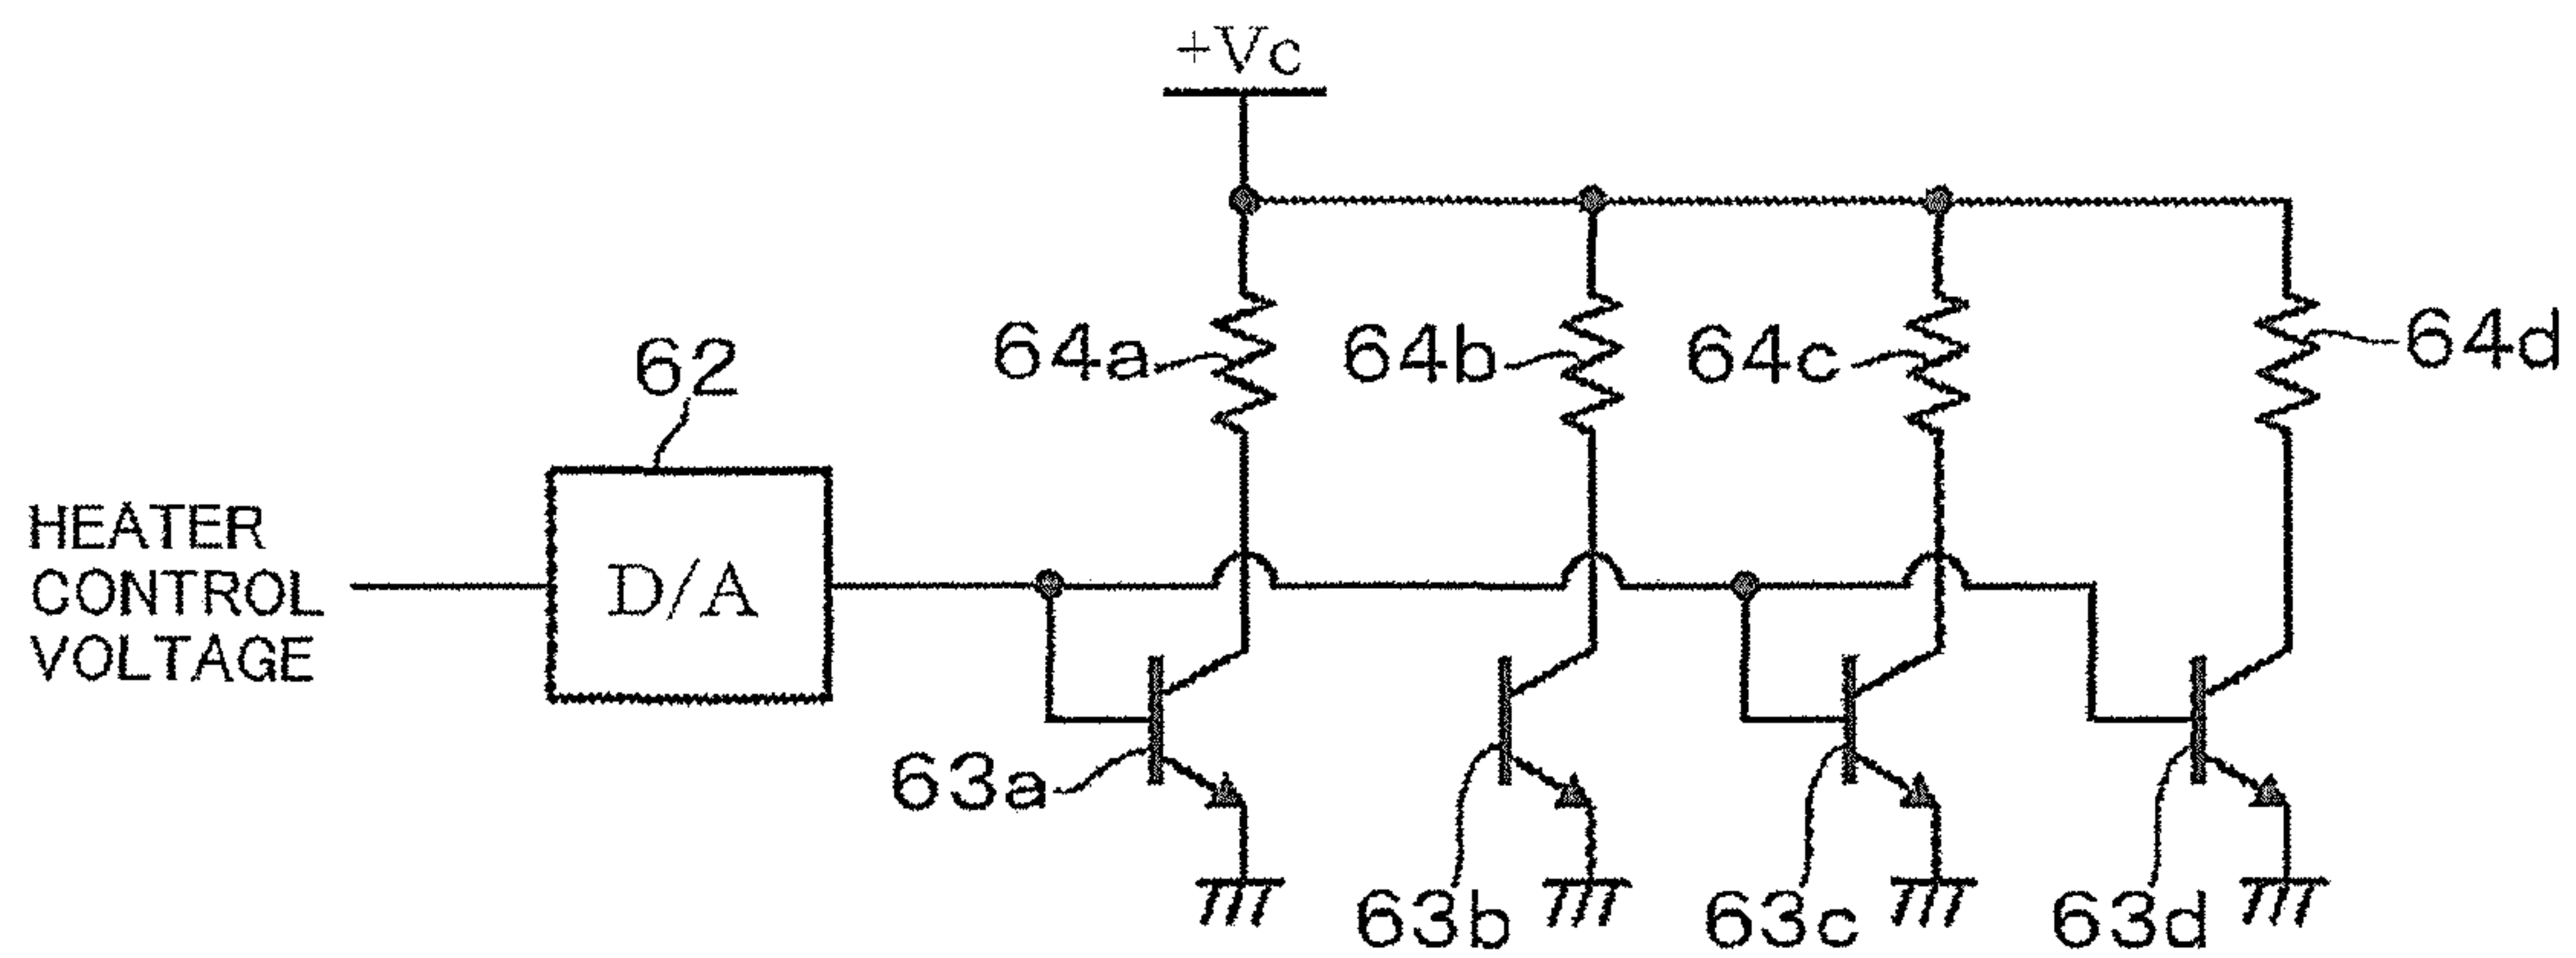 +Vc
64a
64b
64c
64d
62
HEATER
CONTROL
VOLTAGE
D/A
63a
63b
63c
63d